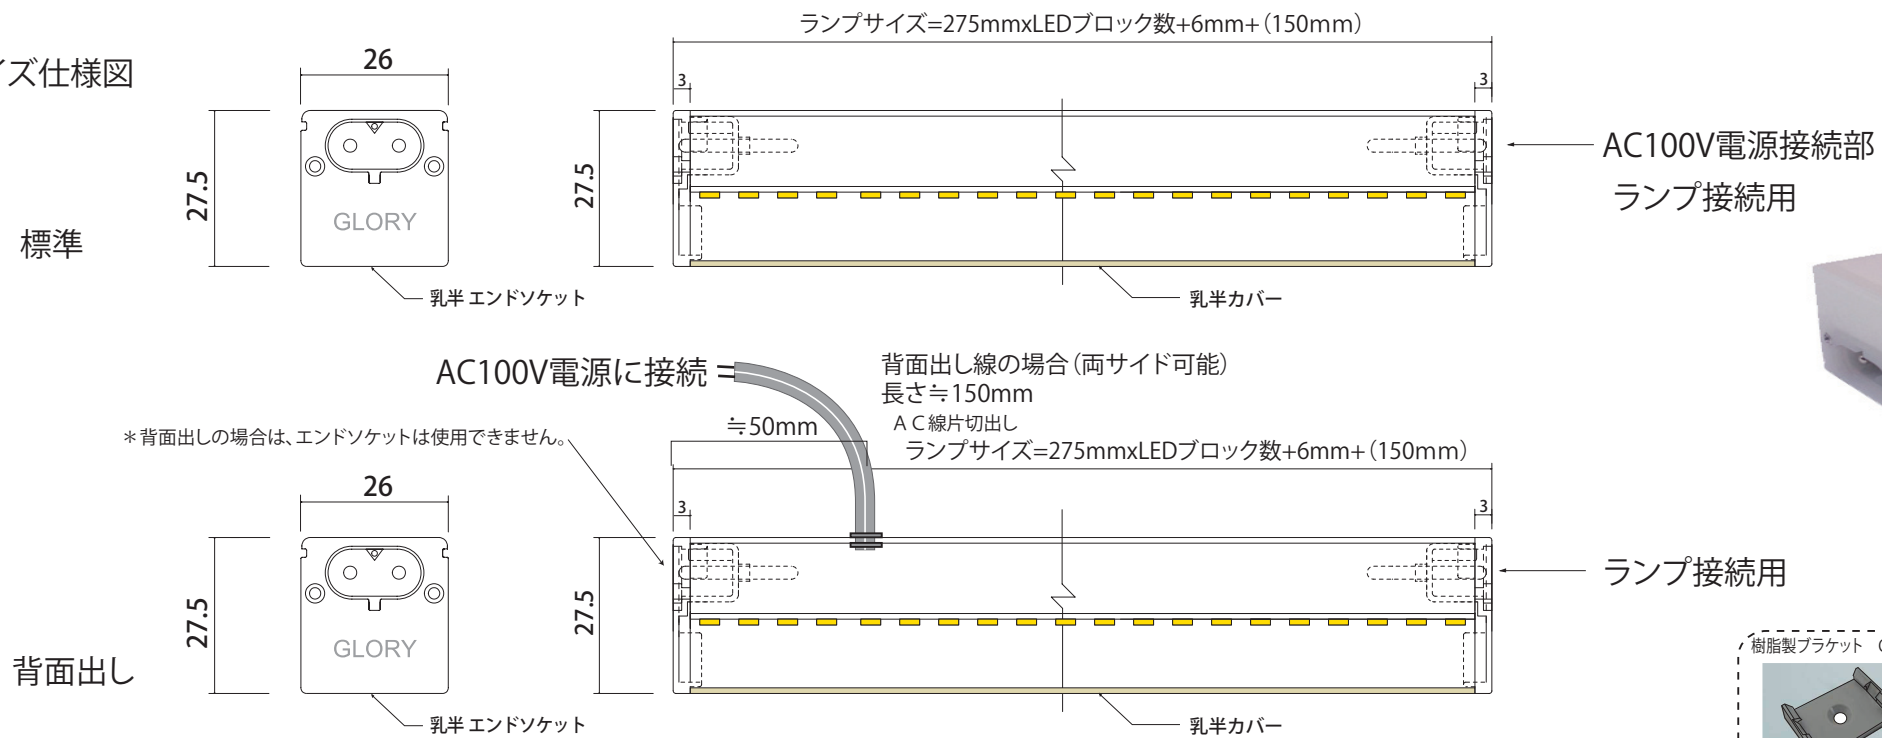 ランプサイズ=275mmxLEDブロック数+6mm+(150mm)
イズ仕様図
26
3
3
27.5
27.5
AC100V電源接続部
ランプ接続用
GLORY
標準
乳半 エンドソケット
乳半カバー
AC100V電源に接続
背面出し線の場合(両サイド可能)
長さ≒150mm
AC線片切出し
≒50mm
*背面出しの場合は、エンドソケットは使用できません。
ランプサイズ=275mmxLEDブロック数+6mm+(150mm)
26
3
3
27.5
27.5
ランプ接続用
GLORY
背面出し
樹脂製ブラケット
乳半 エンドソケット
乳半カバー